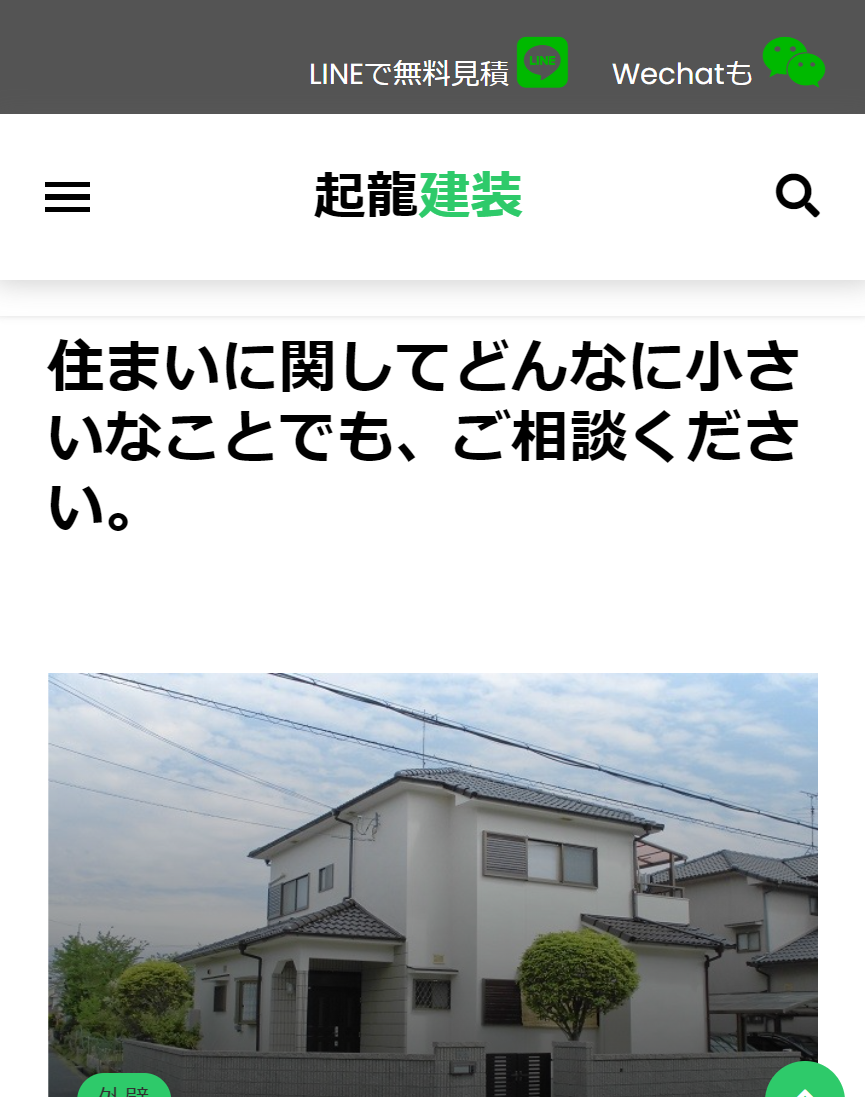 LINEで無料見積 LINE Wechatも
起龍建装
住まいに関してどんなに小さ
いなことでも、ご相談くださ
い。
外壁